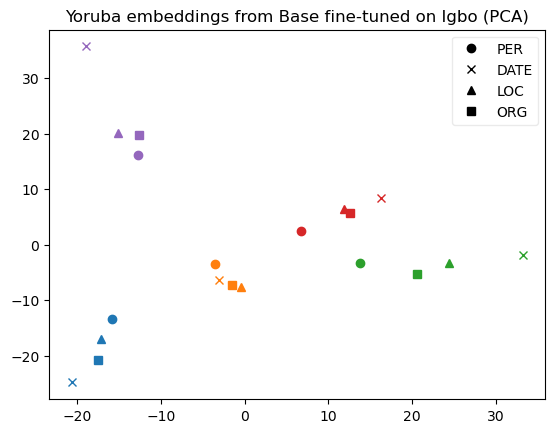 Yoruba embeddings from Base fine-tuned on Igbo (PCA)
PER
DATE
LOC
ORG
30
20
10
0
−10
−20
−20 −10 0 10 20 30